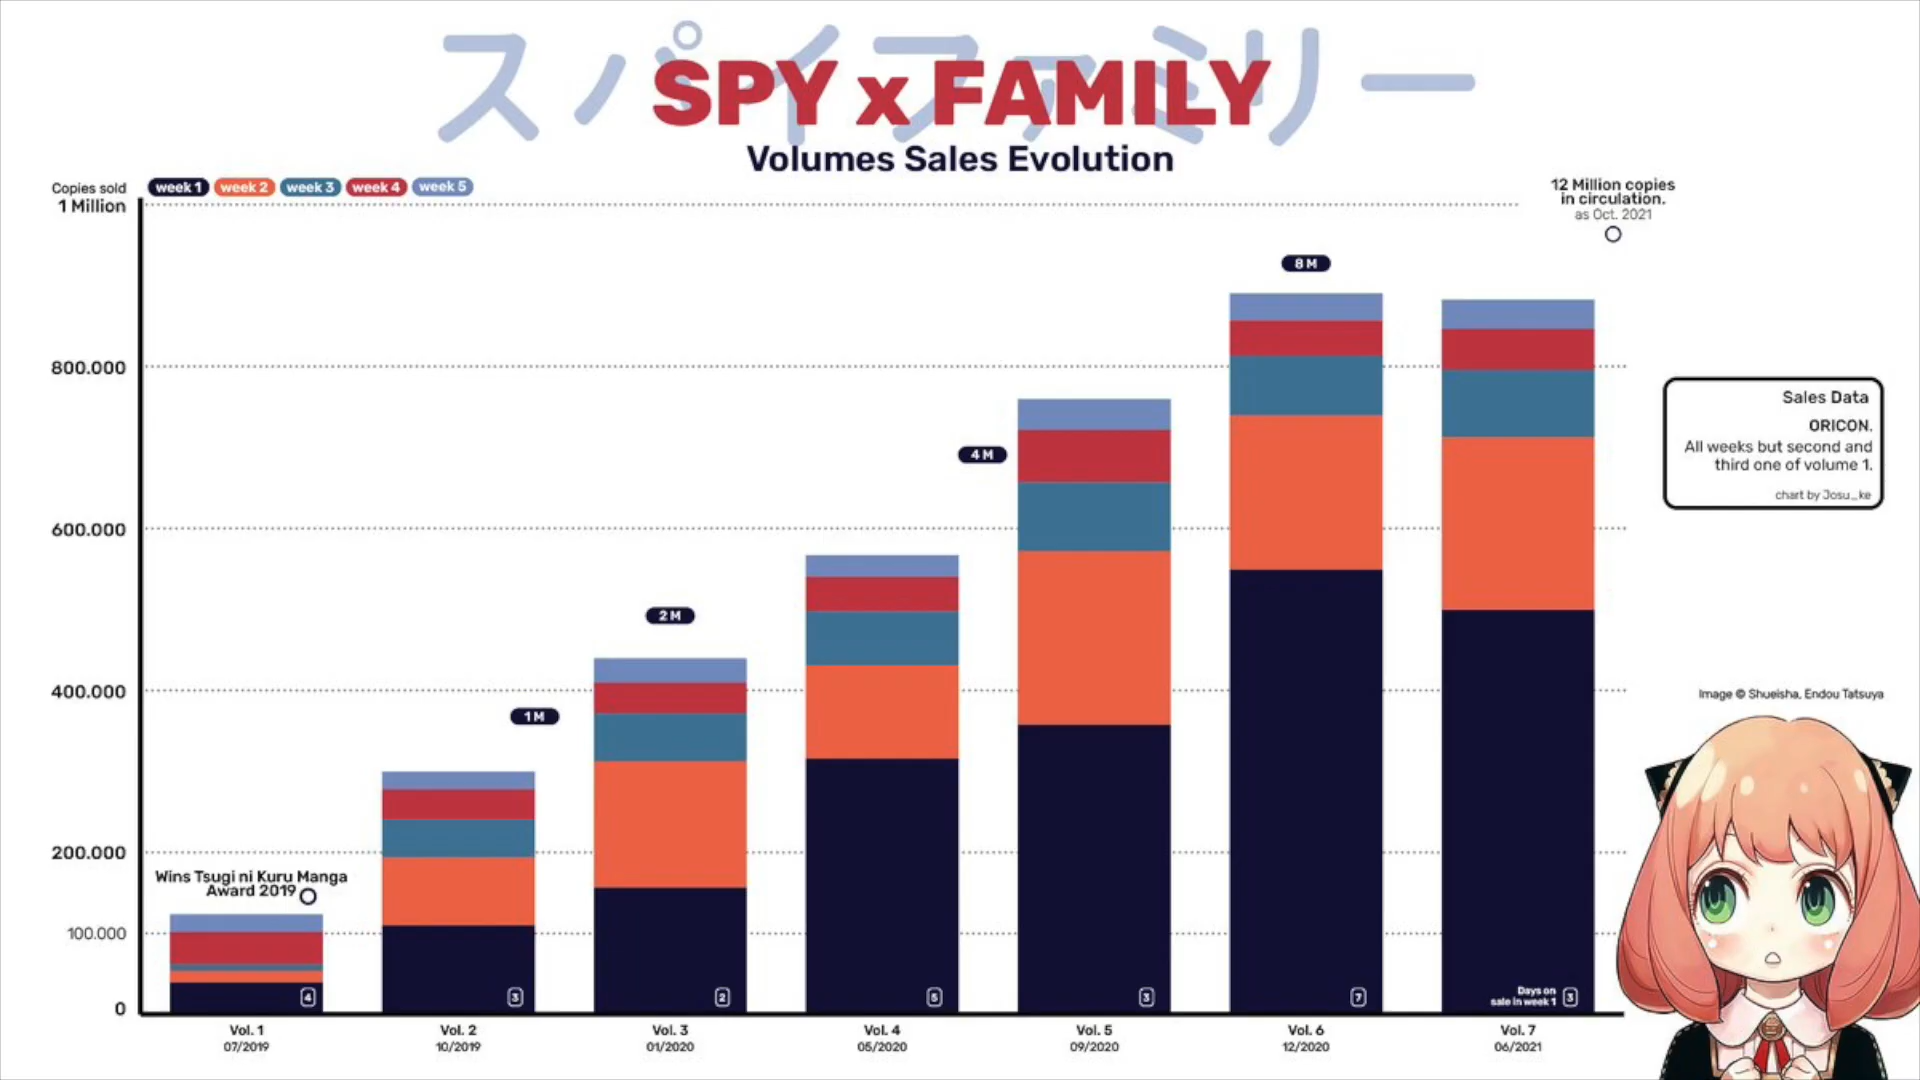 スパイファミリー
SPY x FAMILY
Volumes Sales Evolution
Copies sold
week 1 week 2 week 3 week 4 week 5
1 Million
12 Million copies
in circulation.
as Oct. 2021
8 M
800.000
Sales Data
ORICON.
All weeks but second and
third one of volume 1.
chart by Josu_ke
4 M
600.000
2 M
400.000
Image © Shueisha, Endou Tatsuya
1 M
200.000
Wins Tsugi ni Kuru Manga
Award 2019
100.000
Days on
sale in week 1
4 3 2 5 3 7 3
0
Vol. 1 Vol. 2 Vol. 3 Vol. 4 Vol. 5 Vol. 6 Vol. 7
07/2019 10/2019 01/2020 05/2020 09/2020 12/2020 06/2021